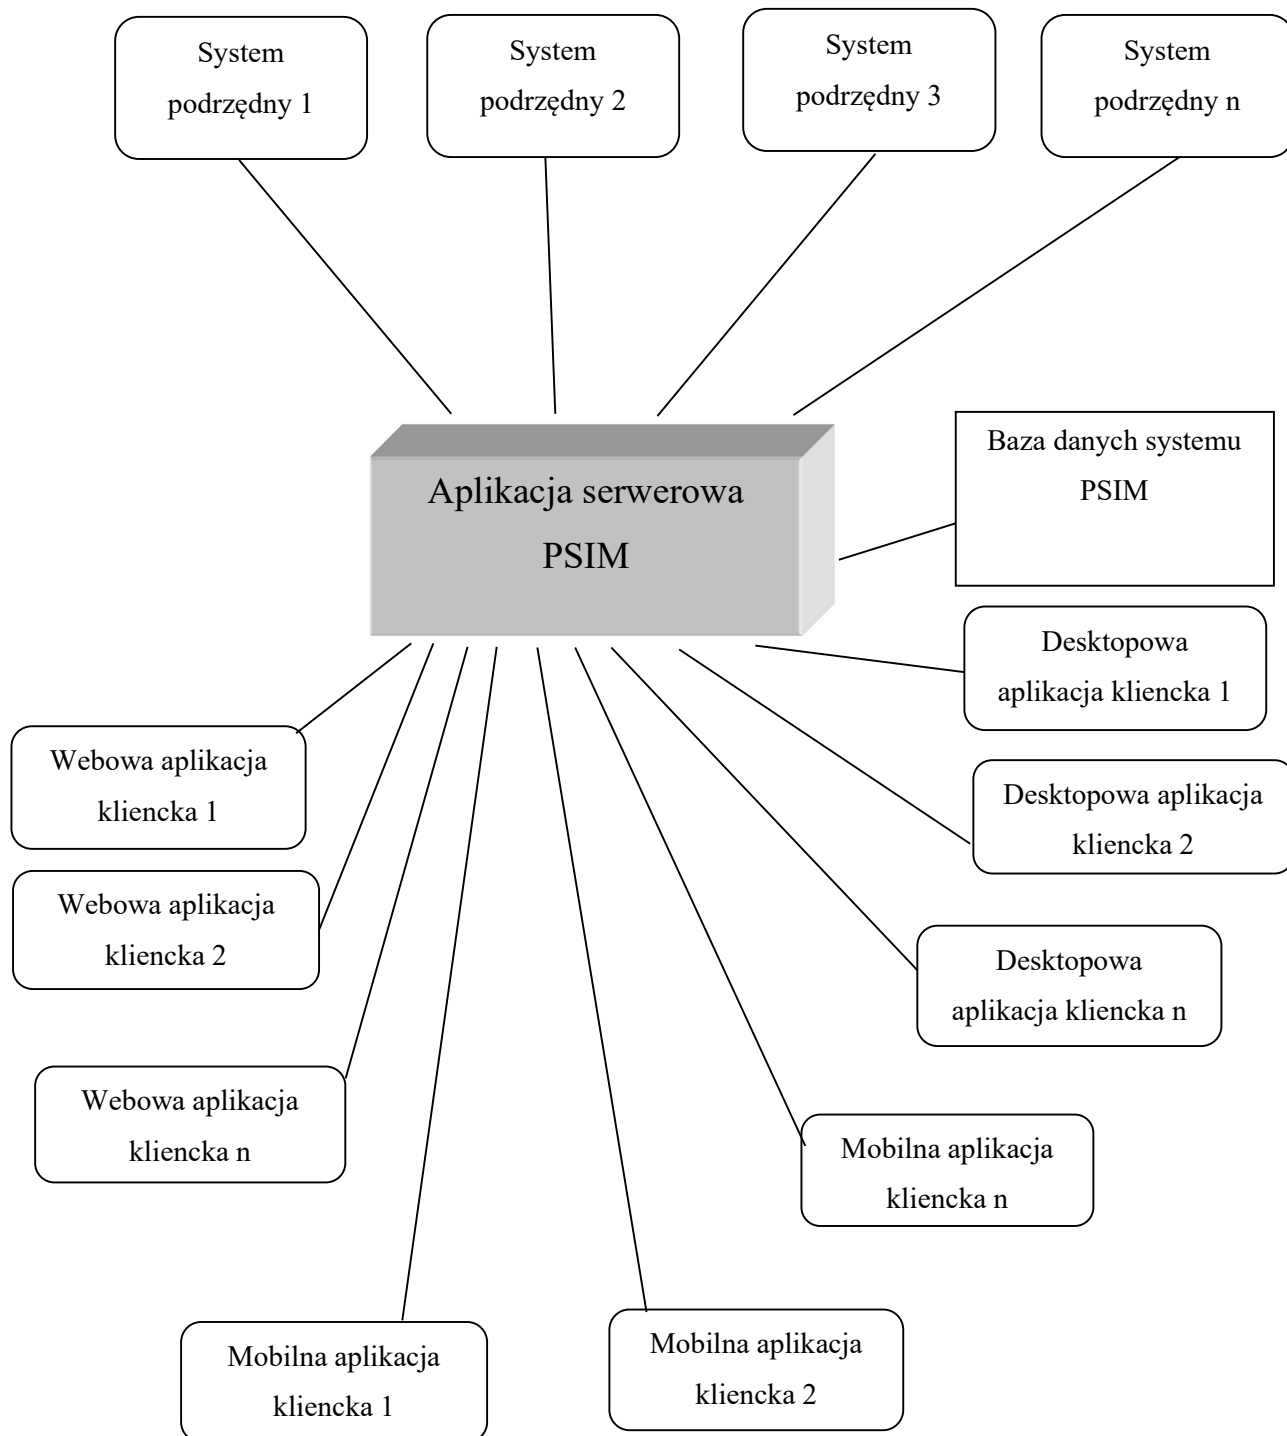 System
podrzędny 1
System
podrzędny 2
System
podrzędny 3
System
podrzędny n
Aplikacja serwerowa
PSIM
Baza danych systemu
PSIM
Desktopowa
aplikacja kliencka 1
Webowa aplikacja
kliencka 1
Desktopowa aplikacja
kliencka 2
Webowa aplikacja
kliencka 2
Desktopowa
aplikacja kliencka n
Webowa aplikacja
kliencka n
Mobilna aplikacja
kliencka n
Mobilna aplikacja
kliencka 1
Mobilna aplikacja
kliencka 2